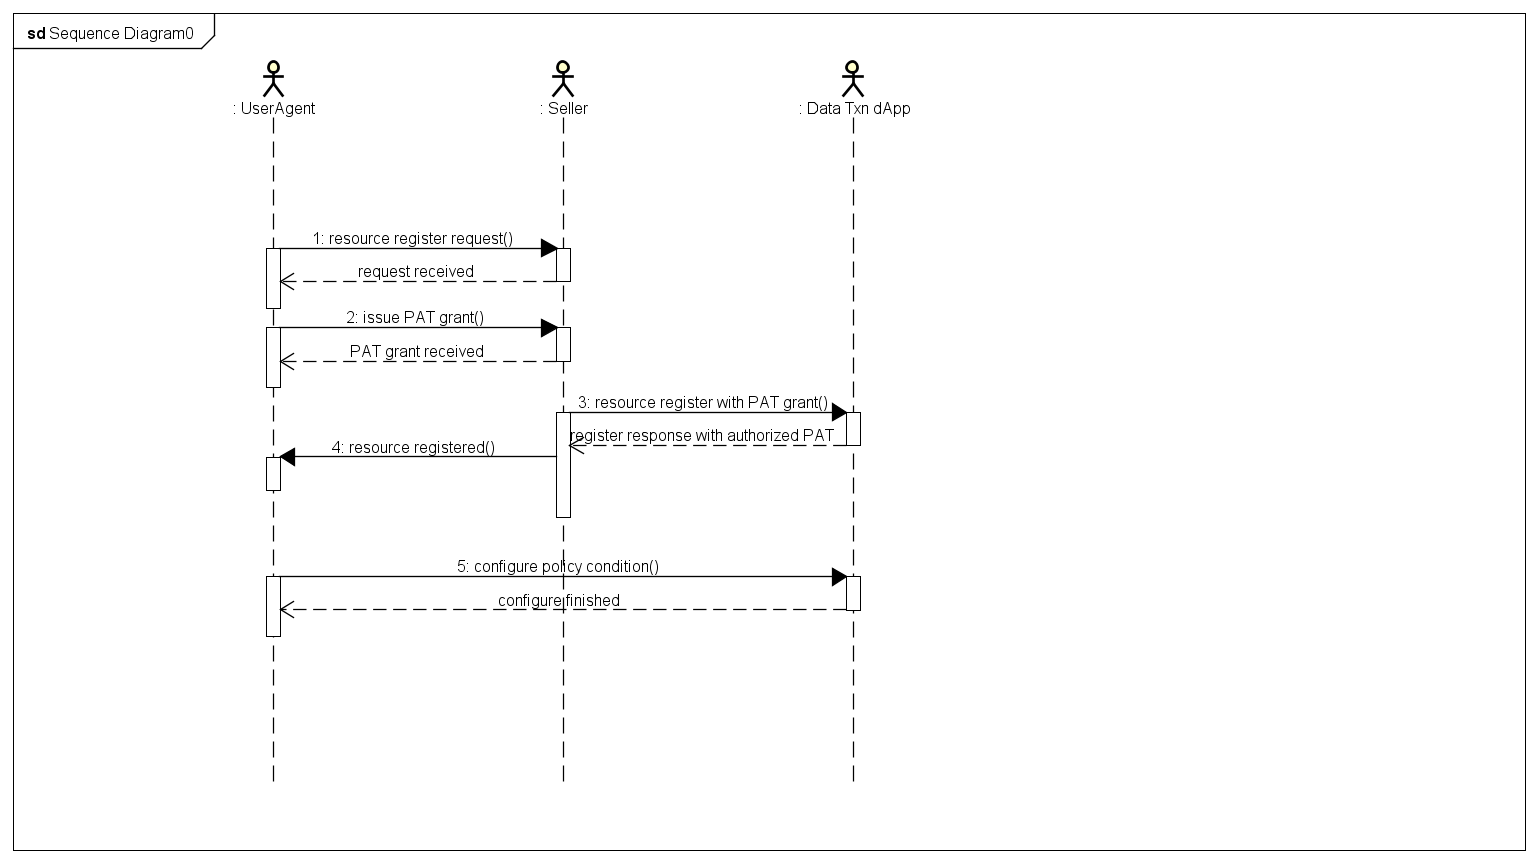 sd Sequence Diagram0
: UserAgent
: Seller
: Data Txn dApp
1: resource register request()
request received
2: issue PAT grant()
PAT grant received
3: resource register with PAT grant()
register response with authorized PAT
4: resource registered()
5: configure policy condition()
configure finished